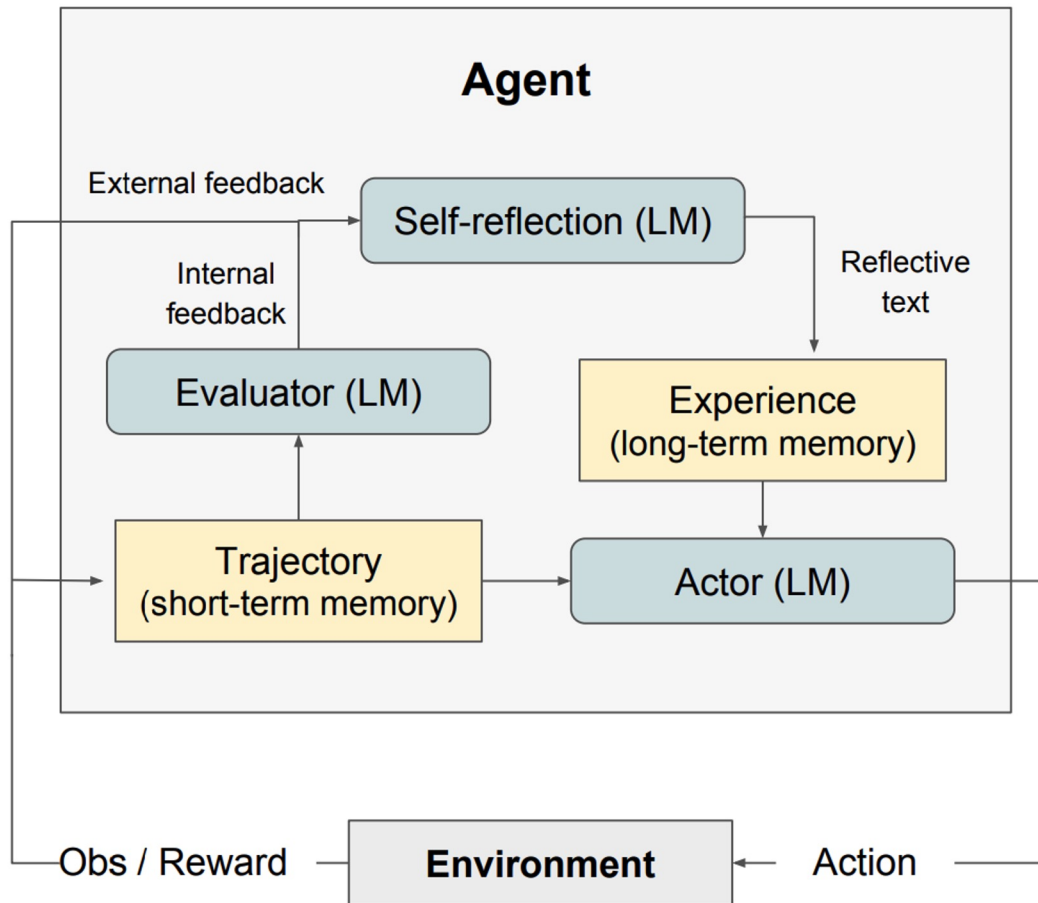 Agent
External feedback
Self-reflection (LM)
Internal
feedback
Reflective
text
Evaluator (LM)
Experience
(long-term memory)
Trajectory
(short-term memory)
Actor (LM)
Obs / Reward
Environment
Action